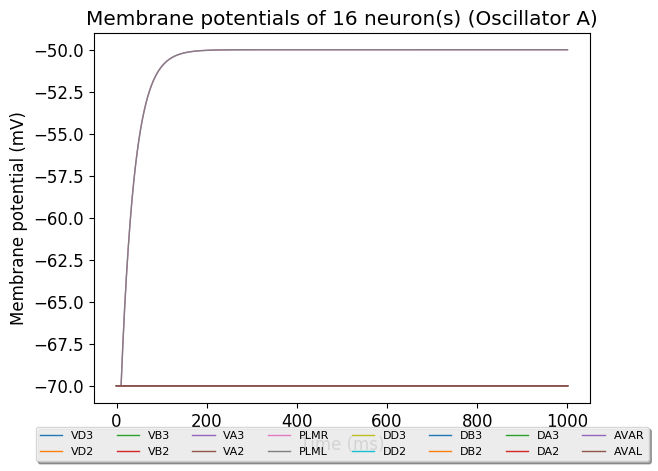 Membrane potentials of 16 neuron(s) (Oscillator A)
Membrane potential (mV)
−50.0
−52.5
−55.0
−57.5
−60.0
−62.5
−65.0
−67.5
−70.0
0 200 400 600 800 1000
Time (ms)
VD3 VB3 VA3 PLMR DD3 DB3 DA3 AVAR
VD2 VB2 VA2 PLML DD2 DB2 DA2 AVAL